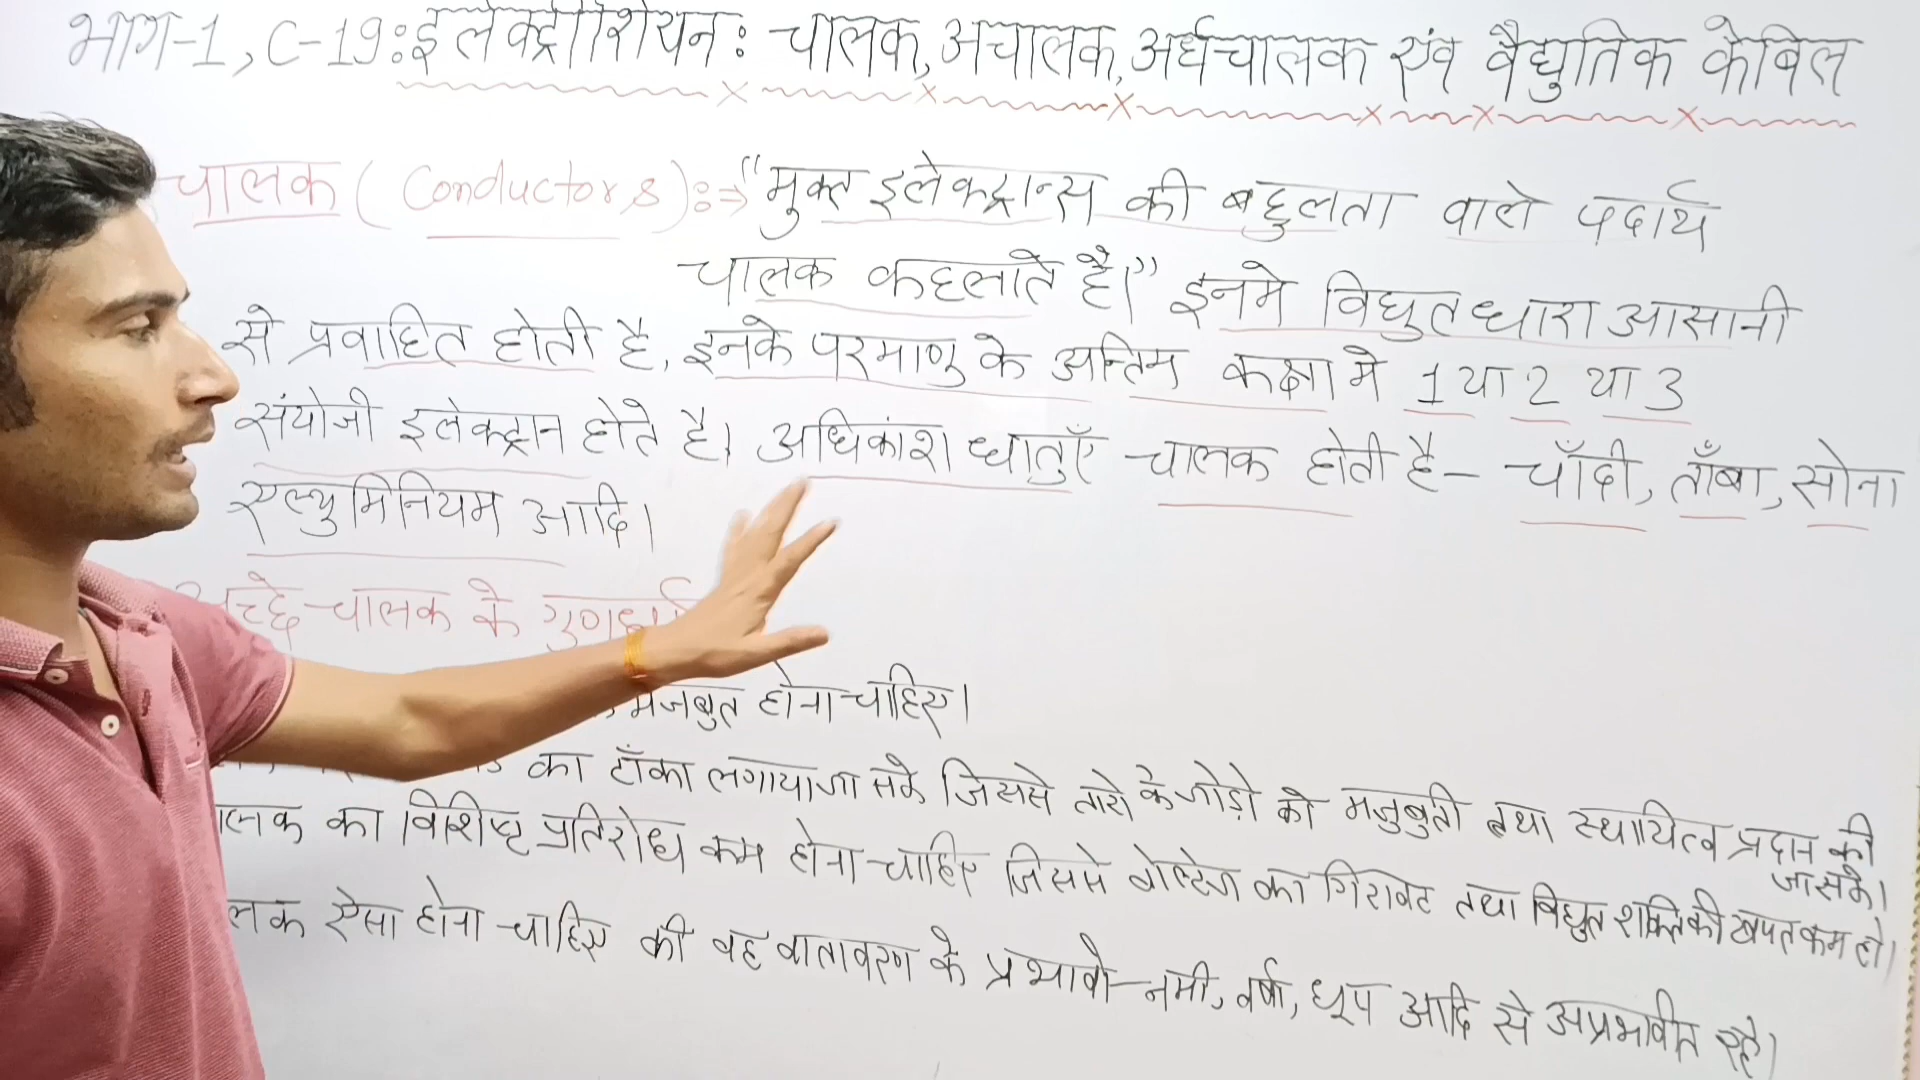 भाग-1, C-19: इलेक्ट्रीशियन: चालक, अचालक, अर्धचालक एंव वैद्युतिक केबिल
चालक (Conductors):⇒ "मुक्त इलेक्ट्रान्स की बहुलता वाले पदार्थ
चालक कहलाते है।" इनमे विद्युत धारा आसानी
से प्रवाहित होती है, इनके परमाणु के अन्तिम कक्षा मे 1 या 2 या 3
संयोजी इलेक्ट्रान होते है। अधिकांश धातुएँ चालक होती है- चाँदी, ताँबा, सोना
एल्युमिनियम आदि।
च्छे चालक के गुणधर्म
मजबुत होना चाहिए।
का टाँका लगाया जा सके जिससे तारो के जोड़ो को मजुबुती तथा स्थायित्व प्रदान की
जा सके।
लक का विशिष्ट प्रतिरोध कम होना चाहिए जिससे वोल्टेज का गिरावट तथा विद्युत शक्ति की खपत कम हो।
लक ऐसा होना चाहिए की वह वातावरण के प्रभावो- नमी, वर्षा, धूप आदि से अप्रभावित रहे।